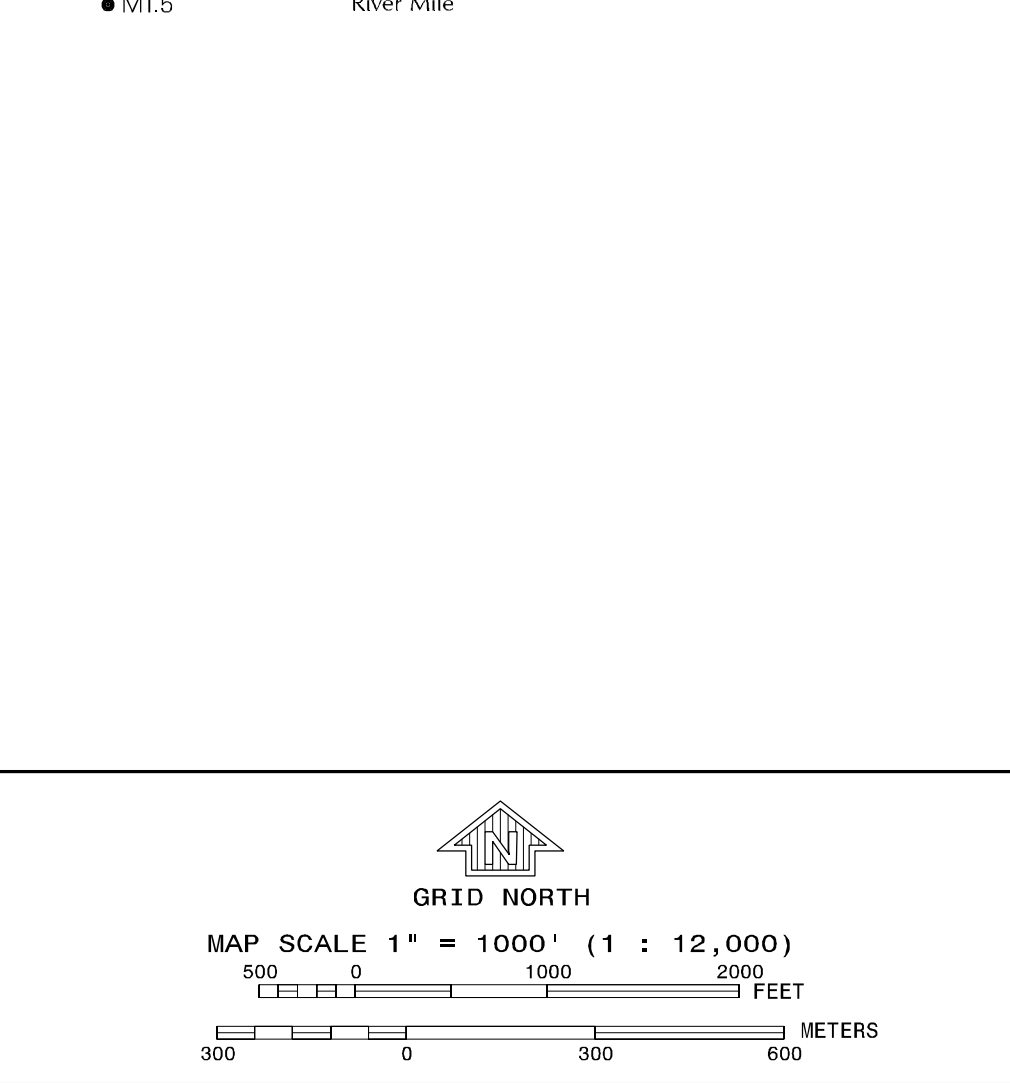 M1.5 River Mile
N
GRID NORTH
MAP SCALE 1" = 1000' (1 : 12,000)
500 0 1000 2000
FEET
METERS
300 0 300 600